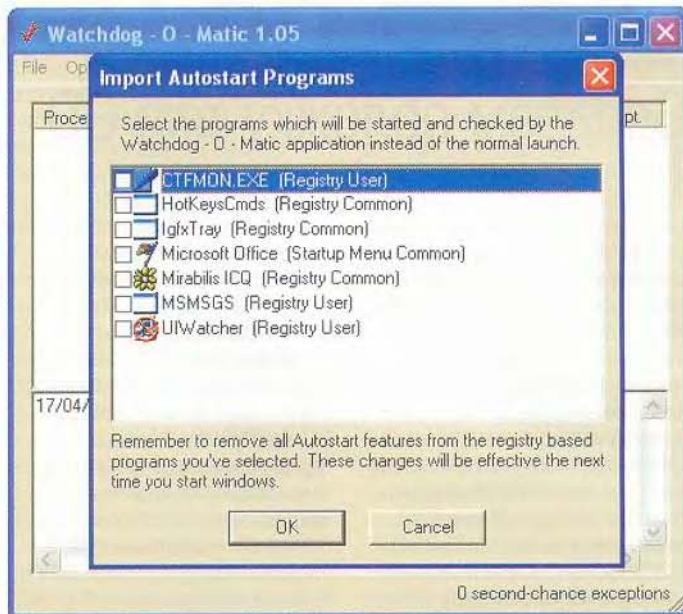 Watchdog - O - Matic 1.05
File
Import Autostart Programs
Select the programs which will be started and checked by the
Watchdog - O - Matic application instead of the normal launch.
CTFMON.EXE (Registry User)
HotKeysCmds (Registry Common)
IgfxTray (Registry Common)
Microsoft Office (Startup Menu Common)
Mirabilis ICQ (Registry Common)
MSMSGS (Registry User)
UIWatcher (Registry User)
17/04/
Remember to remove all Autostart features from the registry based
programs you've selected. These changes will be effective the next
time you start windows.
OK
Cancel
0 second-chance exceptions